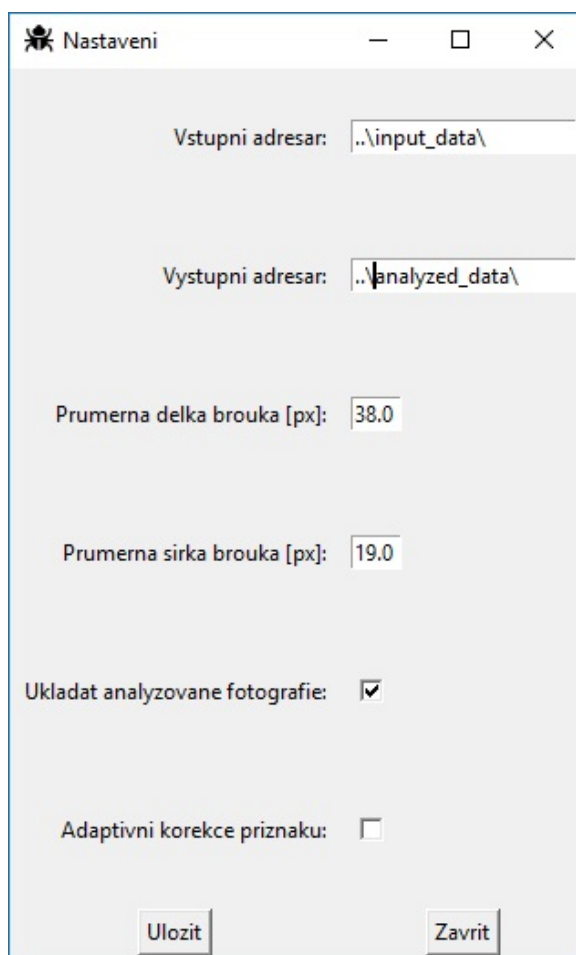 Nastaveni
Vstupni adresar: ..\input_data\
Vystupni adresar: ..\analyzed_data\
Prumerna delka brouka [px]: 38.0
Prumerna sirka brouka [px]: 19.0
Ukladat analyzovane fotografie:
Adaptivni korekce priznaku:
Ulozit Zavrit